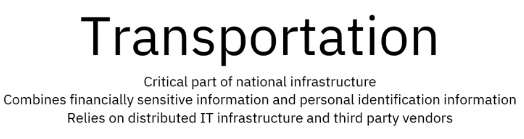 Transportation
Critical part of national infrastructure
Combines financially sensitive information and personal identification information
Relies on distributed IT infrastructure and third party vendors